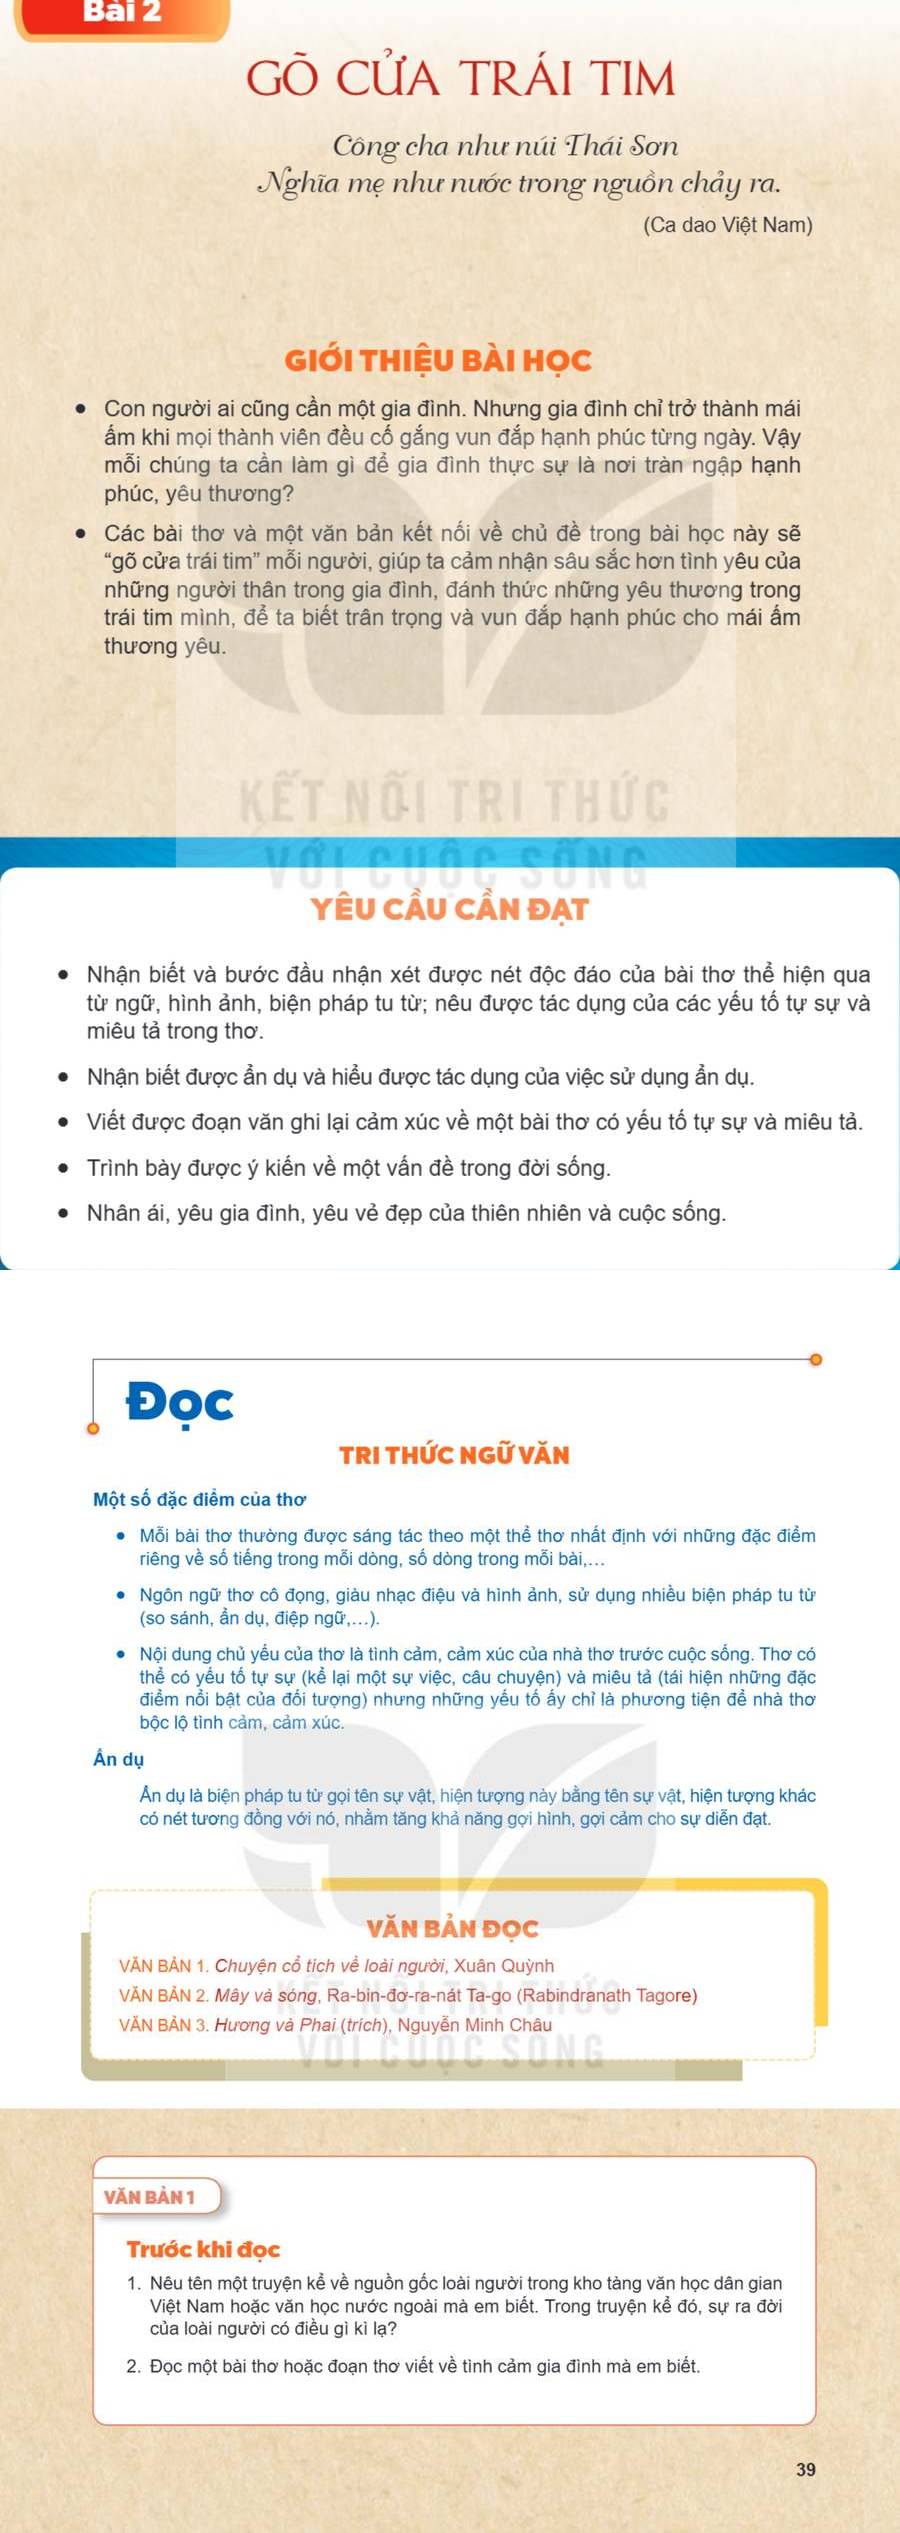 Bài 2
GÕ CỬA TRÁI TIM
Công cha như núi Thái Sơn
Nghĩa mẹ như nước trong nguồn chảy ra.
(Ca dao Việt Nam)
GIỚI THIỆU BÀI HỌC
• Con người ai cũng cần một gia đình. Nhưng gia đình chỉ trở thành mái
ấm khi mọi thành viên đều cố gắng vun đắp hạnh phúc từng ngày. Vậy
mỗi chúng ta cần làm gì để gia đình thực sự là nơi tràn ngập hạnh
phúc, yêu thương?
• Các bài thơ và một văn bản kết nối về chủ đề trong bài học này sẽ
“gõ cửa trái tim” mỗi người, giúp ta cảm nhận sâu sắc hơn tình yêu của
những người thân trong gia đình, đánh thức những yêu thương trong
trái tim mình, để ta biết trân trọng và vun đắp hạnh phúc cho mái ấm
thương yêu.
KẾT NỐI TRI THỨC
VỚI CUỘC SỐNG
YÊU CẦU CẦN ĐẠT
• Nhận biết và bước đầu nhận xét được nét độc đáo của bài thơ thể hiện qua
từ ngữ, hình ảnh, biện pháp tu từ; nêu được tác dụng của các yếu tố tự sự và
miêu tả trong thơ.
• Nhận biết được ẩn dụ và hiểu được tác dụng của việc sử dụng ẩn dụ.
• Viết được đoạn văn ghi lại cảm xúc về một bài thơ có yếu tố tự sự và miêu tả.
• Trình bày được ý kiến về một vấn đề trong đời sống.
• Nhân ái, yêu gia đình, yêu vẻ đẹp của thiên nhiên và cuộc sống.
Đọc
TRI THỨC NGỮ VĂN
Một số đặc điểm của thơ
• Mỗi bài thơ thường được sáng tác theo một thể thơ nhất định với những đặc điểm
riêng về số tiếng trong mỗi dòng, số dòng trong mỗi bài,...
• Ngôn ngữ thơ cô đọng, giàu nhạc điệu và hình ảnh, sử dụng nhiều biện pháp tu từ
(so sánh, ẩn dụ, điệp ngữ,...).
• Nội dung chủ yếu của thơ là tình cảm, cảm xúc của nhà thơ trước cuộc sống. Thơ có
thể có yếu tố tự sự (kể lại một sự việc, câu chuyện) và miêu tả (tái hiện những đặc
điểm nổi bật của đối tượng) nhưng những yếu tố ấy chỉ là phương tiện để nhà thơ
bộc lộ tình cảm, cảm xúc.
Ẩn dụ
Ẩn dụ là biện pháp tu từ gọi tên sự vật, hiện tượng này bằng tên sự vật, hiện tượng khác
có nét tương đồng với nó, nhằm tăng khả năng gợi hình, gợi cảm cho sự diễn đạt.
VĂN BẢN ĐỌC
VĂN BẢN 1. Chuyện cổ tích về loài người, Xuân Quỳnh
VĂN BẢN 2. Mây và sóng, Ra-bin-đơ-ra-nát Ta-go (Rabindranath Tagore)
VĂN BẢN 3. Hương và Phai (trích), Nguyễn Minh Châu
KẾT NỐI TRI THỨC
VỚI CUỘC SỐNG
VĂN BẢN 1
Trước khi đọc
1. Nêu tên một truyện kể về nguồn gốc loài người trong kho tàng văn học dân gian
Việt Nam hoặc văn học nước ngoài mà em biết. Trong truyện kể đó, sự ra đời
của loài người có điều gì kì lạ?
2. Đọc một bài thơ hoặc đoạn thơ viết về tình cảm gia đình mà em biết.
39